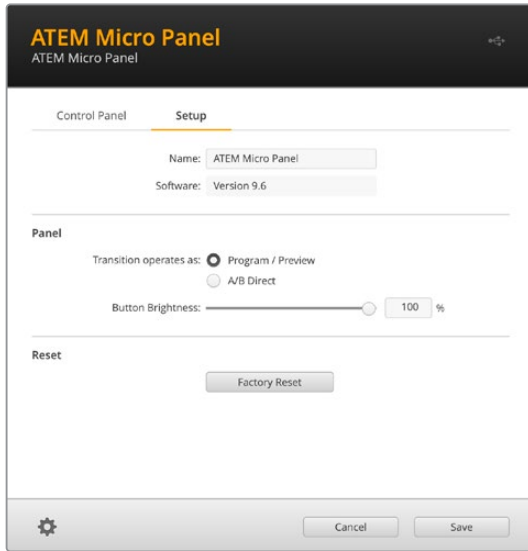 ATEM Micro Panel
ATEM Micro Panel
Control Panel Setup
Name: ATEM Micro Panel
Software: Version 9.6
Panel
Transition operates as: Program / Preview
A/B Direct
Button Brightness: 100 %
Reset
Factory Reset
Cancel Save